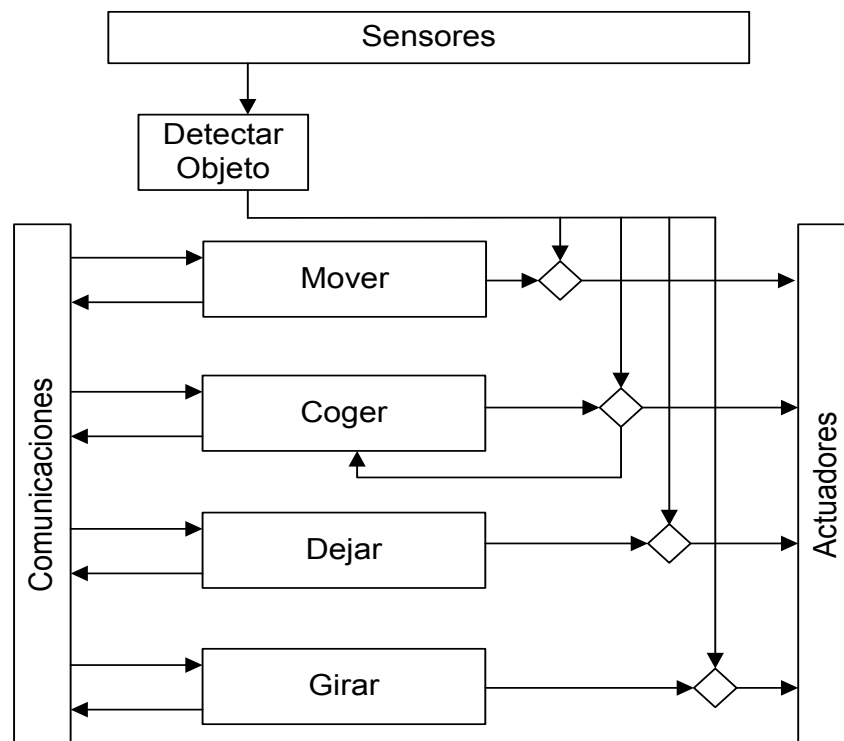 Sensores
Detectar
Objeto
Comunicaciones
Mover
Coger
Dejar
Girar
Actuadores